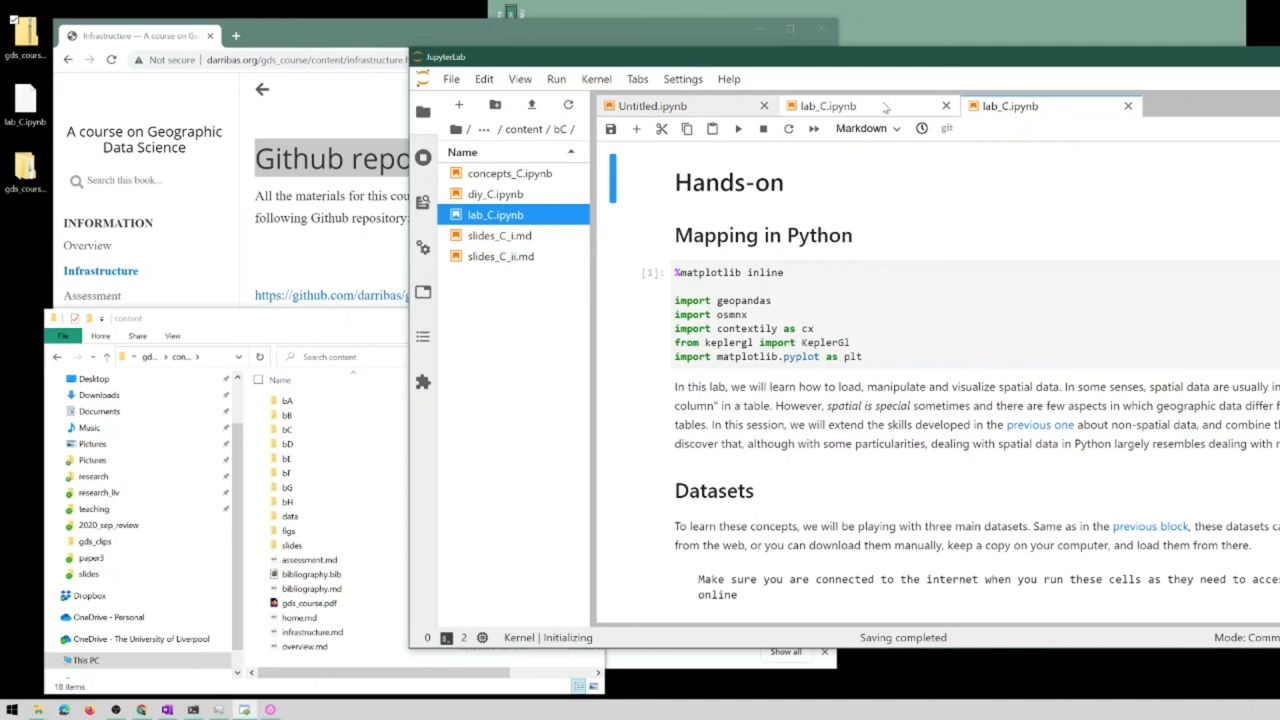 gds_cour...
lab_C.ipynb
gds_cours...
Infrastructure — A course on Ge
Not secure
darribas.org/gds_course/content/infrastructure.h
A course on Geographic
Data Science
Search this book...
INFORMATION
Overview
Infrastructure
Assessment
Github repo
All the materials for this cou
following Github repository:
https://github.com/darribas/g
content
File
Home
Share
View
gd...
con...
Search content
Desktop
Downloads
Documents
Music
Pictures
Pictures
research
research_liv
teaching
2020_sep_review
gds_clips
paper3
slides
Dropbox
OneDrive - Personal
OneDrive - The University of Liverpool
This PC
18 items
Name
bA
bB
bC
bD
bE
bF
bG
bH
data
figs
slides
assessment.md
bibliography.bib
bibliography.md
gds_course.pdf
home.md
infrastructure.md
overview.md
Show all
JupyterLab
File Edit View Run Kernel Tabs Settings Help
/ ... / content / bC /
Name
concepts_C.ipynb
diy_C.ipynb
lab_C.ipynb
slides_C_i.md
slides_C_ii.md
Untitled.ipynb
lab_C.ipynb
lab_C.ipynb
Markdown
git
Hands-on
Mapping in Python
[1]:
%matplotlib inline
import geopandas
import osmnx
import contextily as cx
from keplergl import KeplerGl
import matplotlib.pyplot as plt
In this lab, we will learn how to load, manipulate and visualize spatial data. In some senses, spatial data are usually in
column" in a table. However, spatial is special sometimes and there are few aspects in which geographic data differ f
tables. In this session, we will extend the skills developed in the previous one about non-spatial data, and combine th
discover that, although with some particularities, dealing with spatial data in Python largely resembles dealing with
Datasets
To learn these concepts, we will be playing with three main datasets. Same as in the previous block, these datasets ca
from the web, or you can download them manually, keep a copy on your computer, and load them from there.
Make sure you are connected to the internet when you run these cells as they need to acces
online
0
2
Kernel | Initializing
Saving completed
Mode: Comm